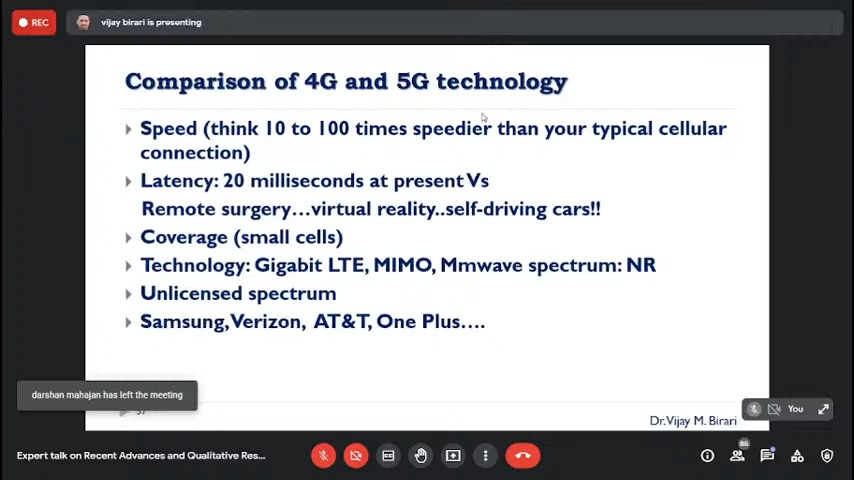 REC
vijay birari is presenting
Comparison of 4G and 5G technology
Speed (think 10 to 100 times speedier than your typical cellular
connection)
Latency: 20 milliseconds at present Vs
Remote surgery...virtual reality..self-driving cars!!
Coverage (small cells)
Technology: Gigabit LTE, MIMO, Mmwave spectrum: NR
Unlicensed spectrum
Samsung, Verizon, AT&T, One Plus....
darshan mahajan has left the meeting
Dr. Vijay M. Birari
You
Expert talk on Recent Advances and Qualitative Res...
86